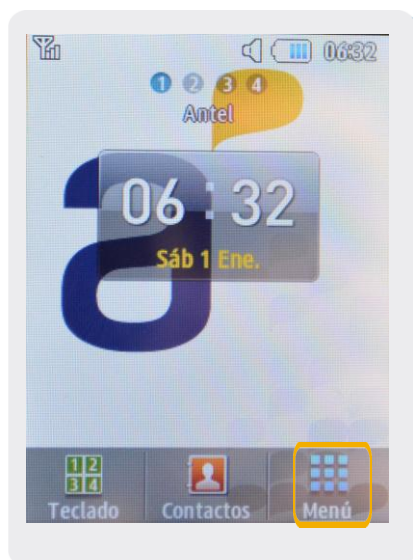 06:32
1 2 3 4
Antel
06:32
Sáb 1 Ene.
1 2
3 4
Teclado Contactos Menú